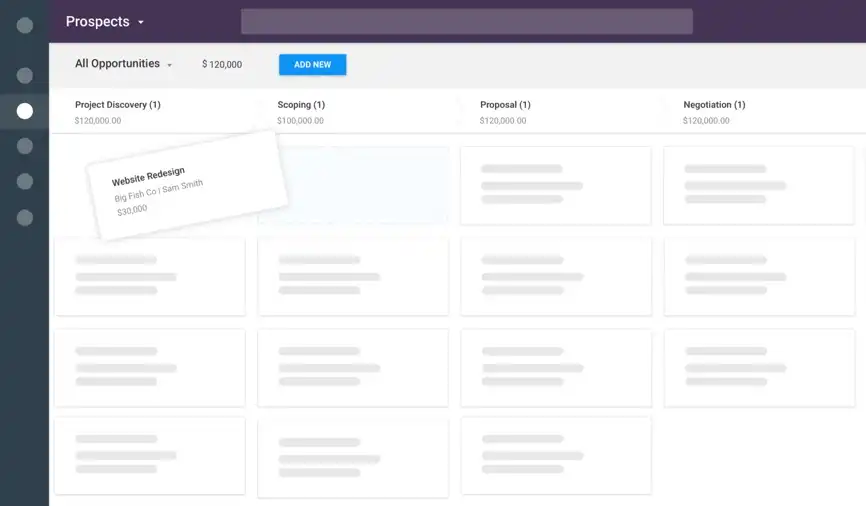 Prospects
All Opportunities
$ 120,000
ADD NEW
Project Discovery (1)
$120,000.00
Scoping (1)
$100,000.00
Proposal (1)
$120,000.00
Negotiation (1)
$120,000.00
Website Redesign
Big Fish Co I Sam Smith
$30,000